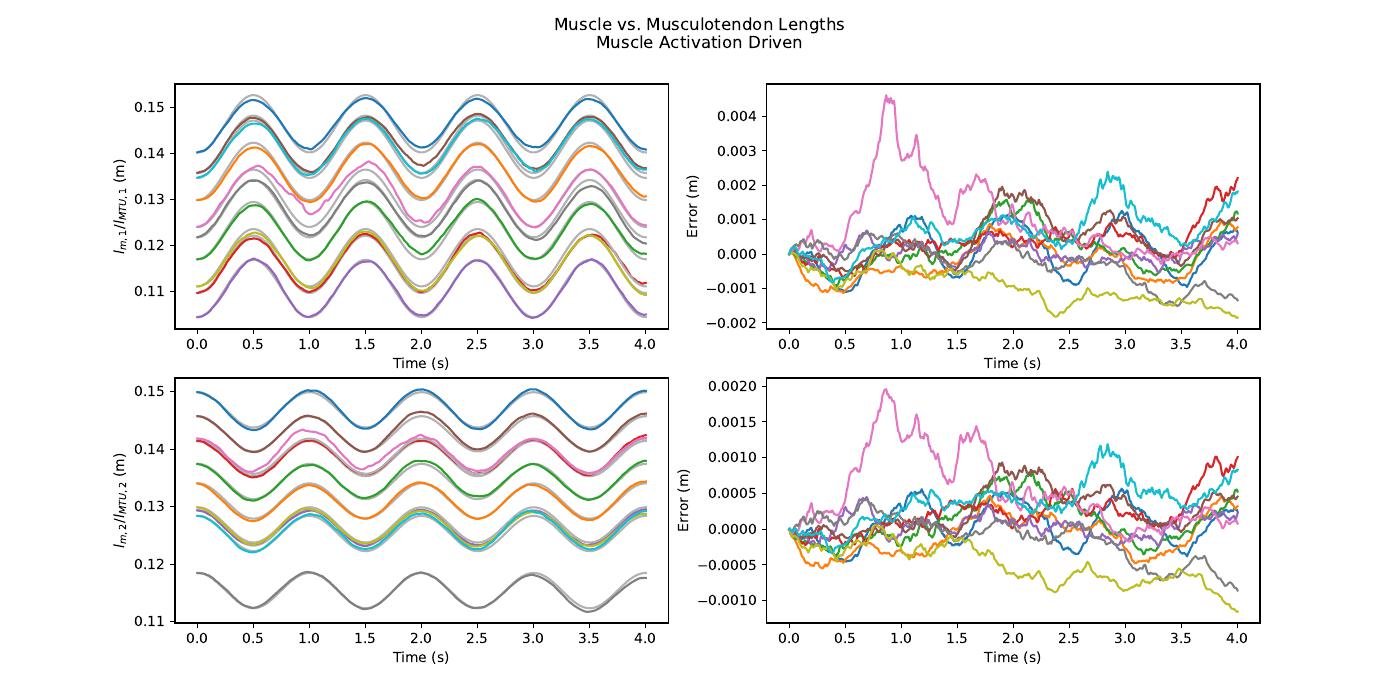 Muscle vs. Musculotendon Lengths
Muscle Activation Driven
l_{m,1}/l_{MTU,1} (m)
0.15
0.14
0.13
0.12
0.11
0.0 0.5 1.0 1.5 2.0 2.5 3.0 3.5 4.0
Time (s)
Error (m)
0.004
0.003
0.002
0.001
0.000
−0.001
−0.002
0.0 0.5 1.0 1.5 2.0 2.5 3.0 3.5 4.0
Time (s)
l_{m,2}/l_{MTU,2} (m)
0.15
0.14
0.13
0.12
0.11
0.0 0.5 1.0 1.5 2.0 2.5 3.0 3.5 4.0
Time (s)
Error (m)
0.0020
0.0015
0.0010
0.0005
0.0000
−0.0005
−0.0010
0.0 0.5 1.0 1.5 2.0 2.5 3.0 3.5 4.0
Time (s)